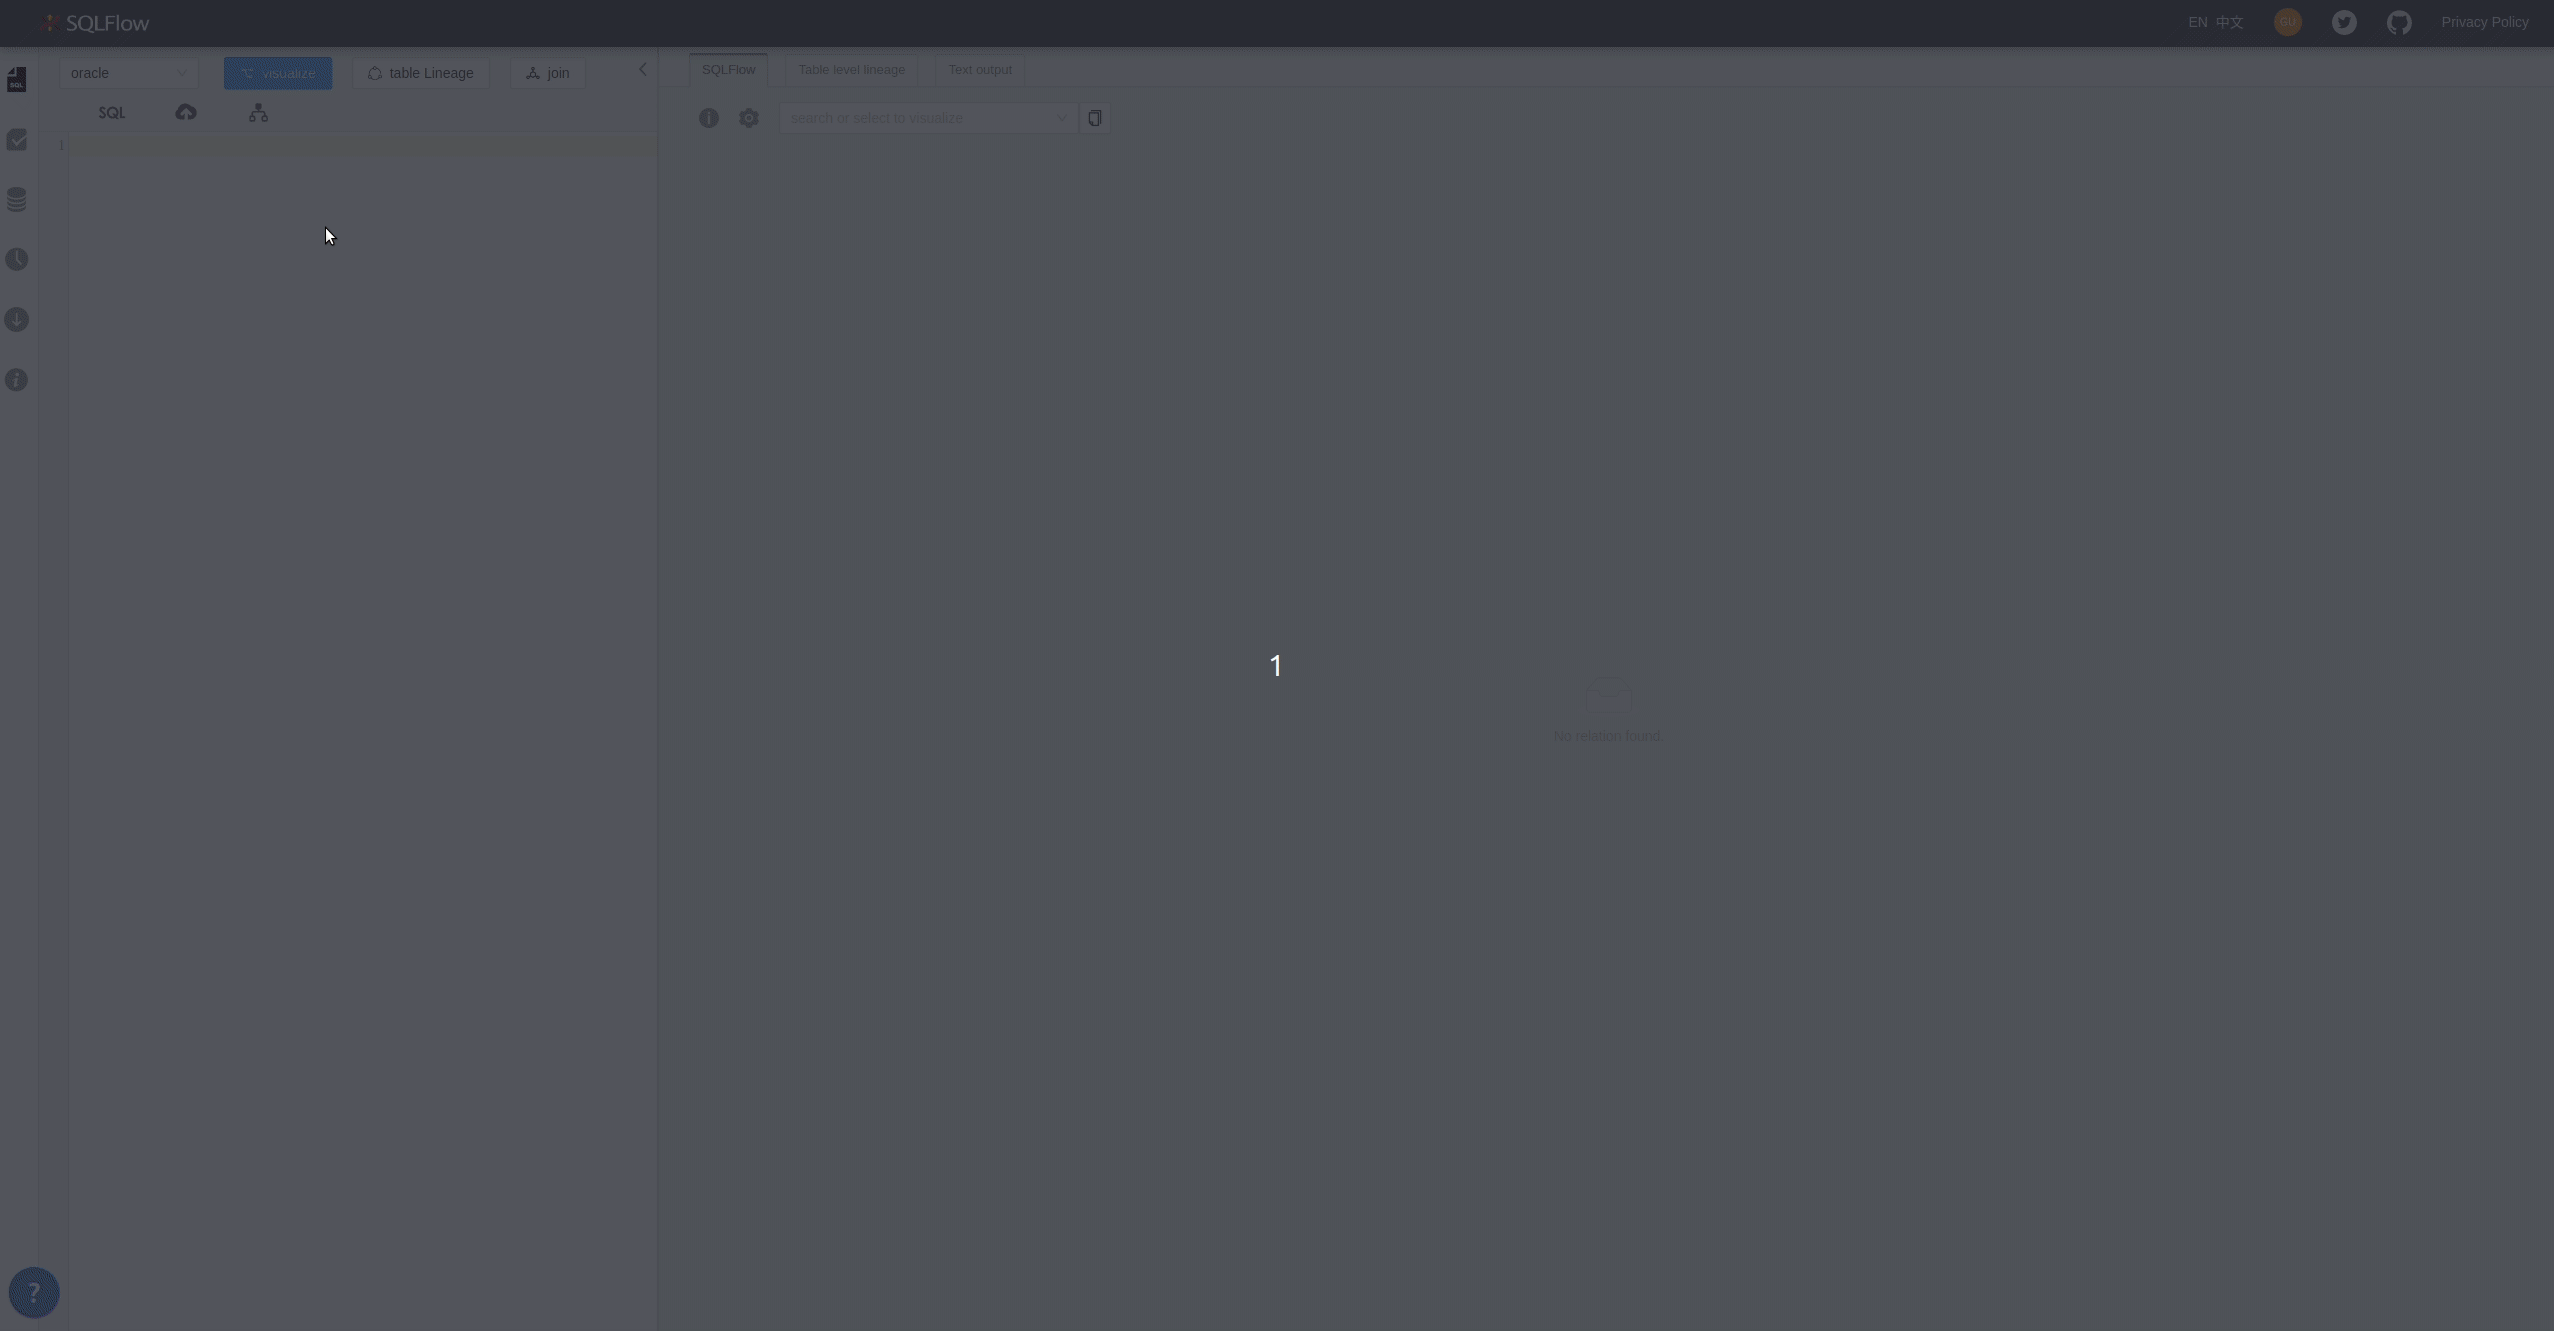 SQLFlow
EN 中文 GU Privacy Policy
oracle visualize table Lineage join
SQLFlow Table level lineage Text output
SQL
SQL
search or select to visualize
1
1
No relation found.
?